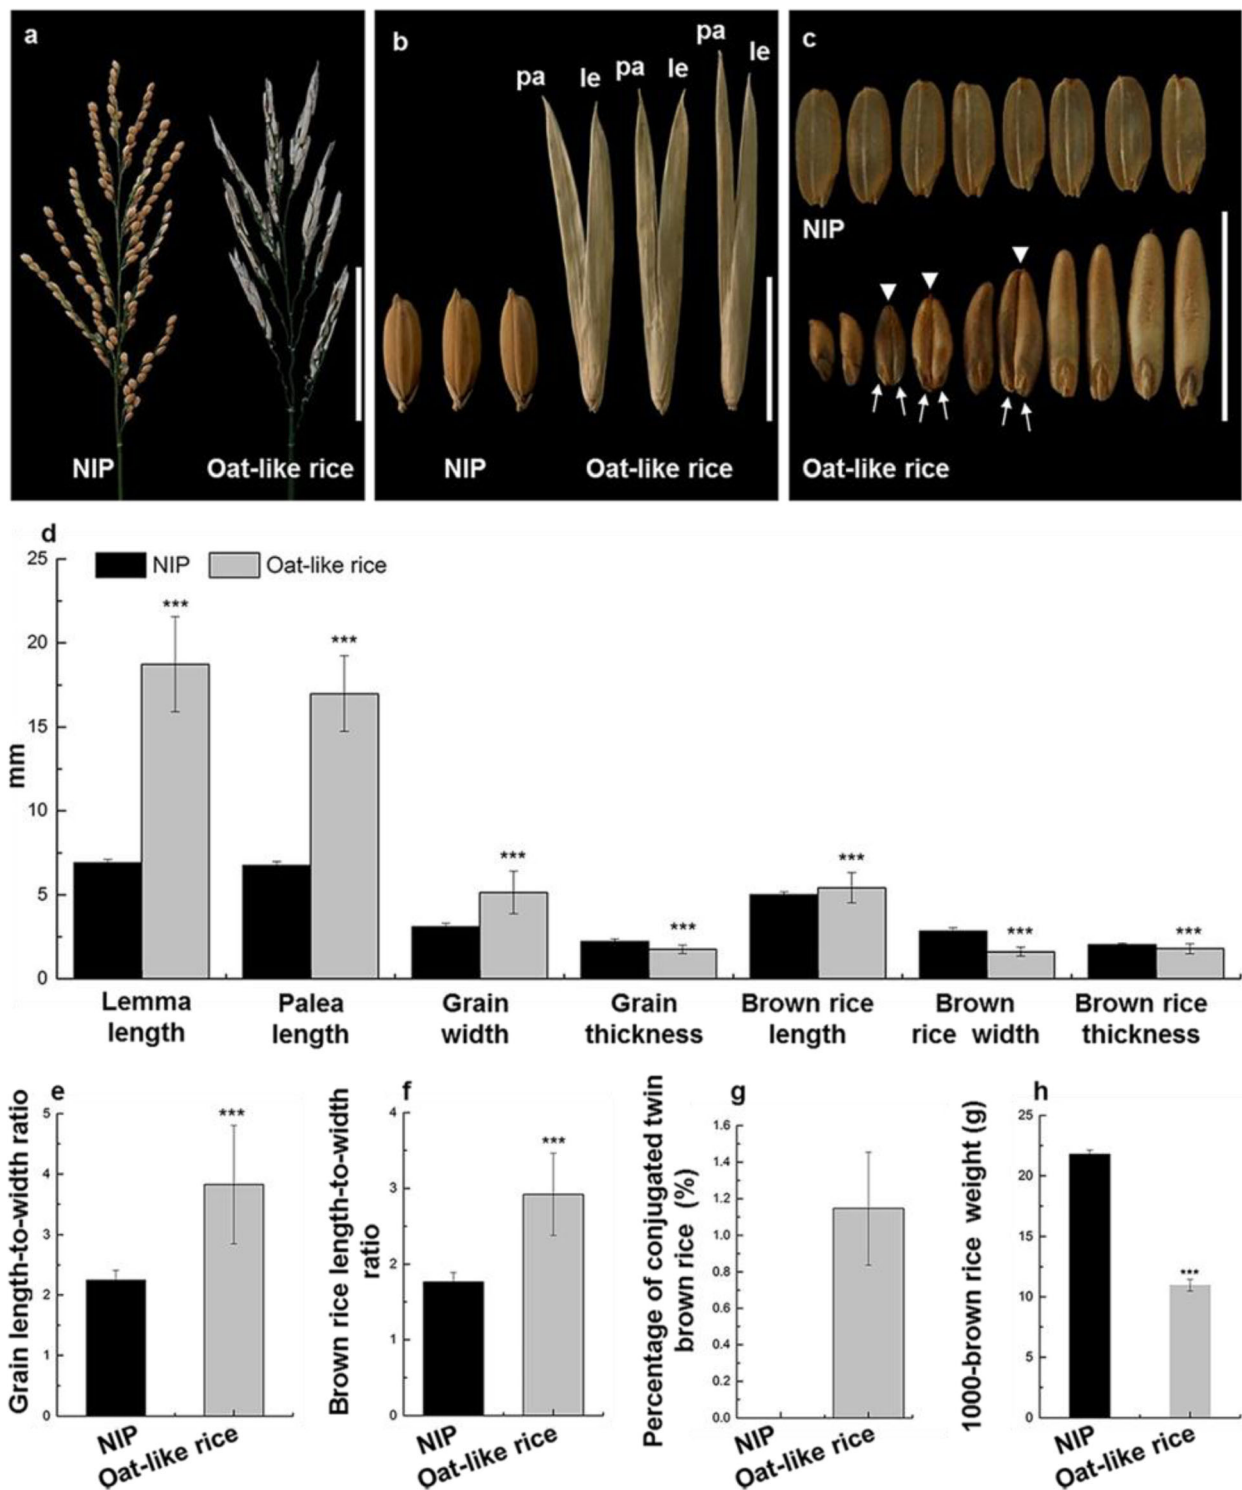 a
NIP
Oat-like rice
b
pa
le
pa
le
pa
le
NIP
Oat-like rice
c
NIP
Oat-like rice
d
NIP
Oat-like rice
mm
25
20
15
10
5
0
***
***
***
***
***
***
***
Lemma
length
Palea
length
Grain
width
Grain
thickness
Brown rice
length
Brown
rice width
Brown rice
thickness
e
Grain length-to-width ratio
5
4
3
2
1
0
***
NIP
Oat-like rice
f
Brown rice length-to-width
ratio
4
3
2
1
0
***
NIP
Oat-like rice
g
Percentage of conjugated twin
brown rice (%)
1.6
1.4
1.2
1.0
0.8
0.6
0.4
0.2
0.0
NIP
Oat-like rice
h
1000-brown rice weight (g)
25
20
15
10
5
0
***
NIP
Oat-like rice